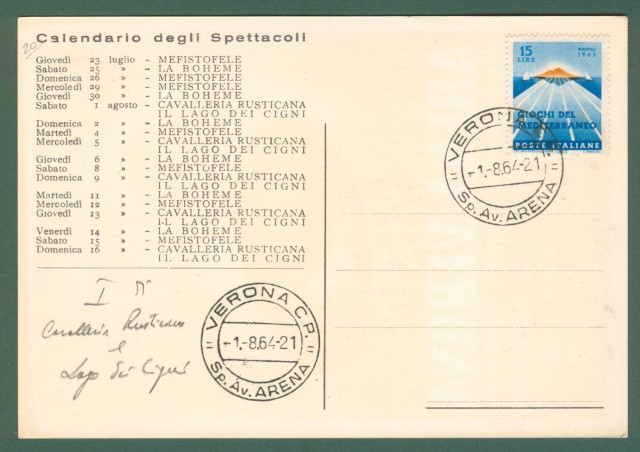 20
Calendario degli Spettacoli
Giovedì 23 luglio - MEFISTOFELE
Sabato 25 » - LA BOHEME
Domenica 26 » - MEFISTOFELE
Mercoledì 29 » - MEFISTOFELE
Giovedì 30 » - LA BOHEME
Sabato 1 agosto - CAVALLERIA RUSTICANA
IL LAGO DEI CIGNI
Domenica 2 » - LA BOHEME
Martedì 4 » - MEFISTOFELE
Mercoledì 5 » - CAVALLERIA RUSTICANA
IL LAGO DEI CIGNI
Giovedì 6 » - LA BOHEME
Sabato 8 » - MEFISTOFELE
Domenica 9 » - CAVALLERIA RUSTICANA
IL LAGO DEI CIGNI
Martedì 11 » - LA BOHEME
Mercoledì 12 » - MEFISTOFELE
Giovedì 13 » - CAVALLERIA RUSTICANA
IL LAGO DEI CIGNI
Venerdì 14 » - LA BOHEME
Sabato 15 » - MEFISTOFELE
Domenica 16 » - CAVALLERIA RUSTICANA
IL LAGO DEI CIGNI
I
Cavalleria Rusticana
e
Lago dei Cigni
VERONA C.P.
-1.-8.64-21
Sp. Av. ARENA
15 LIRE
NAPOLI 1963
GIOCHI DEL
MEDITERRANEO
POSTE ITALIANE
VERONA
-1.-8.64-21
Sp. Av. ARENA